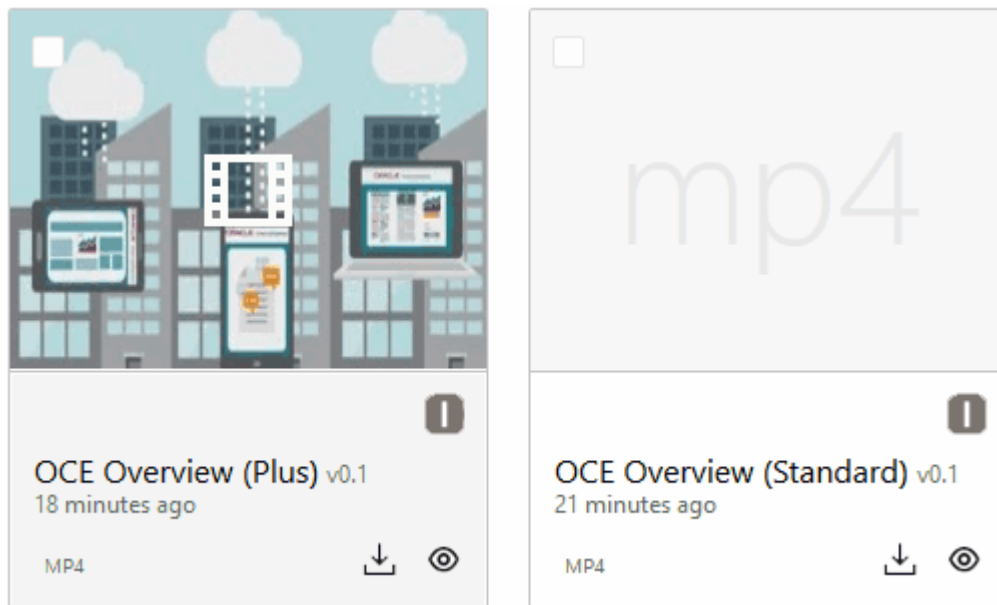 mp4
OCE Overview (Plus) v0.1
18 minutes ago
MP4
OCE Overview (Standard) v0.1
21 minutes ago
MP4